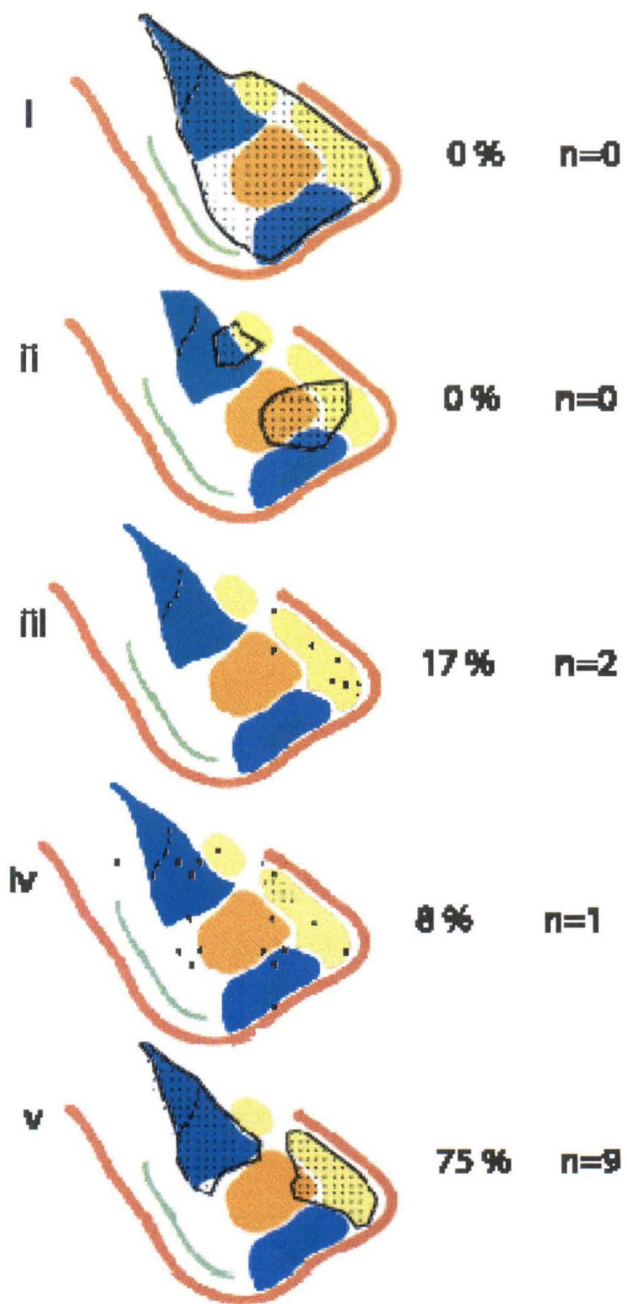 i 0 % n=0
ii 0 % n=0
iii 17 % n=2
iv 8 % n=1
v 75 % n=9